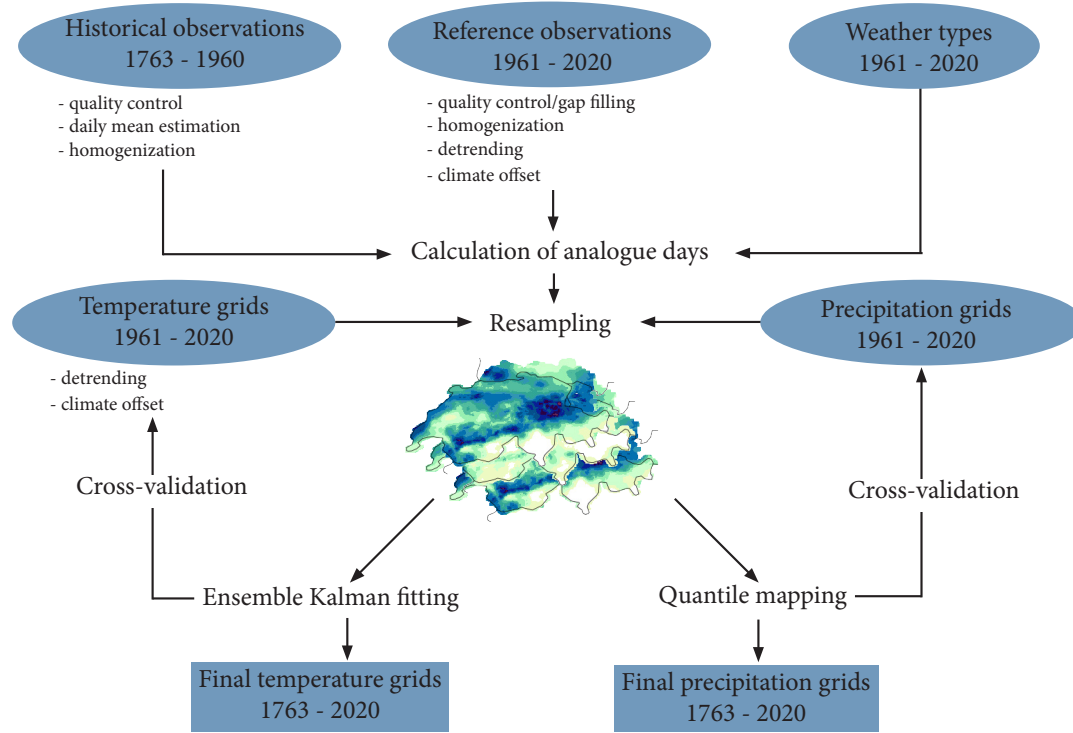 Historical observations
1763 - 1960
- quality control
- daily mean estimation
- homogenization
Reference observations
1961 - 2020
- quality control/gap filling
- homogenization
- detrending
- climate offset
Weather types
1961 - 2020
Calculation of analogue days
Temperature grids
1961 - 2020
- detrending
- climate offset
Resampling
Precipitation grids
1961 - 2020
Cross-validation
Cross-validation
Ensemble Kalman fitting
Quantile mapping
Final temperature grids
1763 - 2020
Final precipitation grids
1763 - 2020